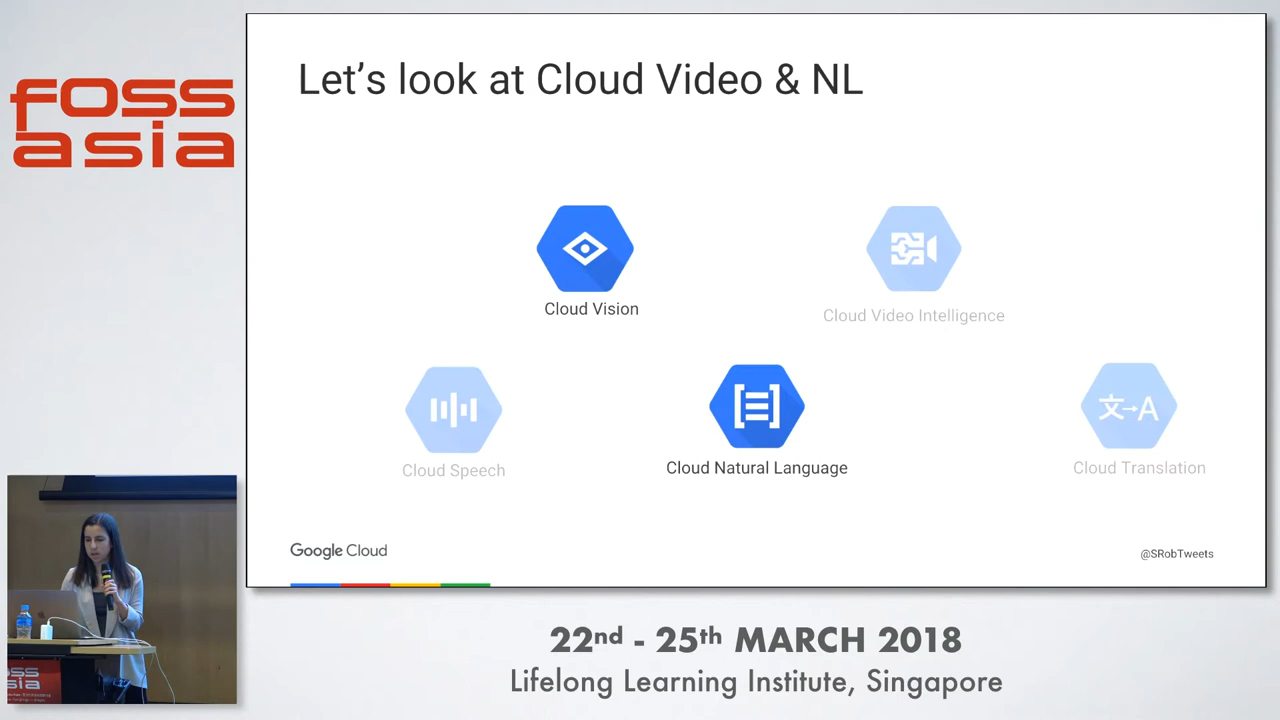 foss
asia
Let's look at Cloud Video & NL
Cloud Vision
Cloud Video Intelligence
文→A
Cloud Speech
Cloud Natural Language
Cloud Translation
Google Cloud
@SRobTweets
22nd - 25th MARCH 2018
Lifelong Learning Institute, Singapore